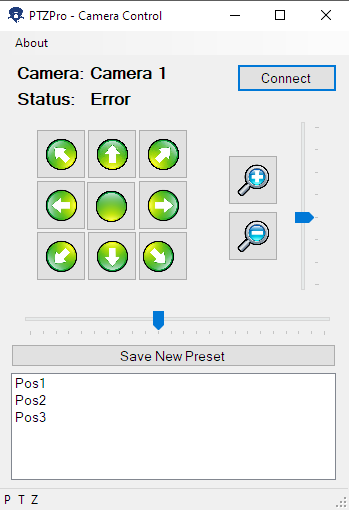 PTZPro - Camera Control
About
Camera: Camera 1
Connect
Status: Error
Save New Preset
Pos1
Pos2
Pos3
P T Z